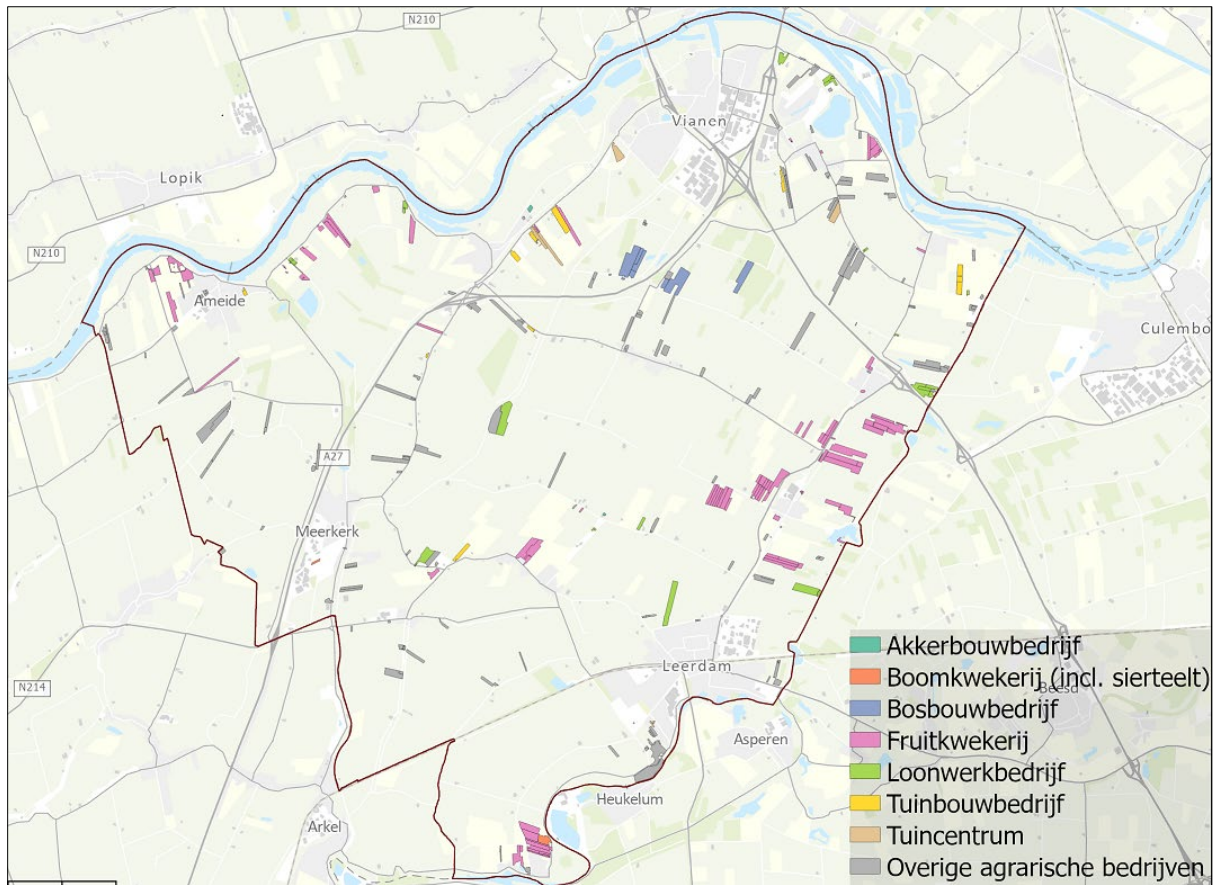 N210
Vianen
Lopik
N210
Ameide
Culembo
A27
Meerkerk
Leerdam
N214
Asperen
Heukelum
Arkel
Beesd
Akkerbouwbedrijf
Boomkwekerij (incl. sierteelt)
Bosbouwbedrijf
Fruitkwekerij
Loonwerkbedrijf
Tuinbouwbedrijf
Tuincentrum
Overige agrarische bedrijven